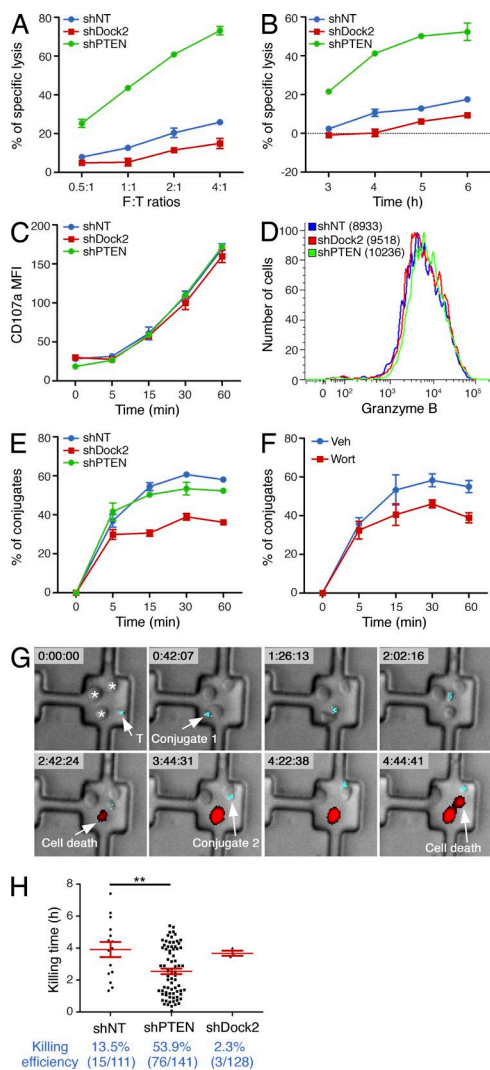 A
shNT
shDock2
shPTEN
% of specific lysis
80
60
40
20
0
0.5:1 1:1 2:1 4:1
F:T ratios
B
shNT
shDock2
shPTEN
% of specific lysis
60
40
20
0
-20
3 4 5 6
Time (h)
C
shNT
shDock2
shPTEN
CD107a MFI
200
150
100
50
0
0 5 15 30 60
Time (min)
D
shNT (8933)
shDock2 (9518)
shPTEN (10236)
Number of cells
100
80
60
40
20
0
0 10² 10³ 10⁴ 10⁵
Granzyme B
E
shNT
shDock2
shPTEN
% of conjugates
80
60
40
20
0
0 5 15 30 60
Time (min)
F
Veh
Wort
% of conjugates
80
60
40
20
0
0 5 15 30 60
Time (min)
G
0:00:00
* * *
T
0:42:07
Conjugate 1
1:26:13
2:02:16
2:42:24
Cell death
3:44:31
Conjugate 2
4:22:38
4:44:41
Cell death
H
**
Killing time (h)
8
6
4
2
0
shNT shPTEN shDock2
Killing 13.5% 53.9% 2.3%
efficiency (15/111) (76/141) (3/128)